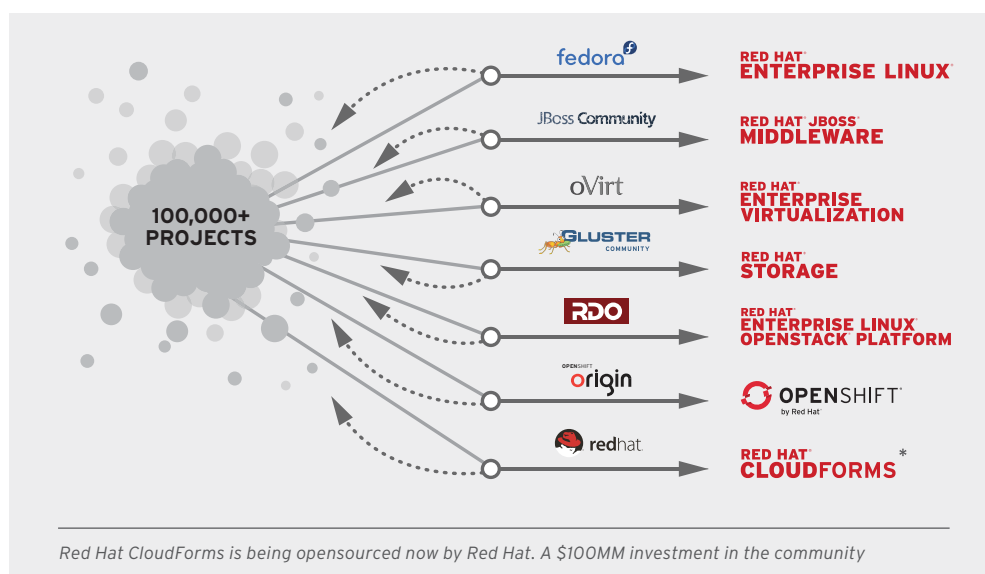 fedora
RED HAT®
ENTERPRISE LINUX®
JBoss Community
RED HAT® JBOSS®
MIDDLEWARE
oVirt
RED HAT®
ENTERPRISE
VIRTUALIZATION
100,000+
PROJECTS
GLUSTER
COMMUNITY
RED HAT®
STORAGE
RDO
RED HAT®
ENTERPRISE LINUX®
OPENSTACK® PLATFORM
OPENSHIFT
origin
OPENSHIFT®
by Red Hat®
redhat.
RED HAT®
CLOUDFORMS *
Red Hat CloudForms is being opensourced now by Red Hat. A $100MM investment in the community